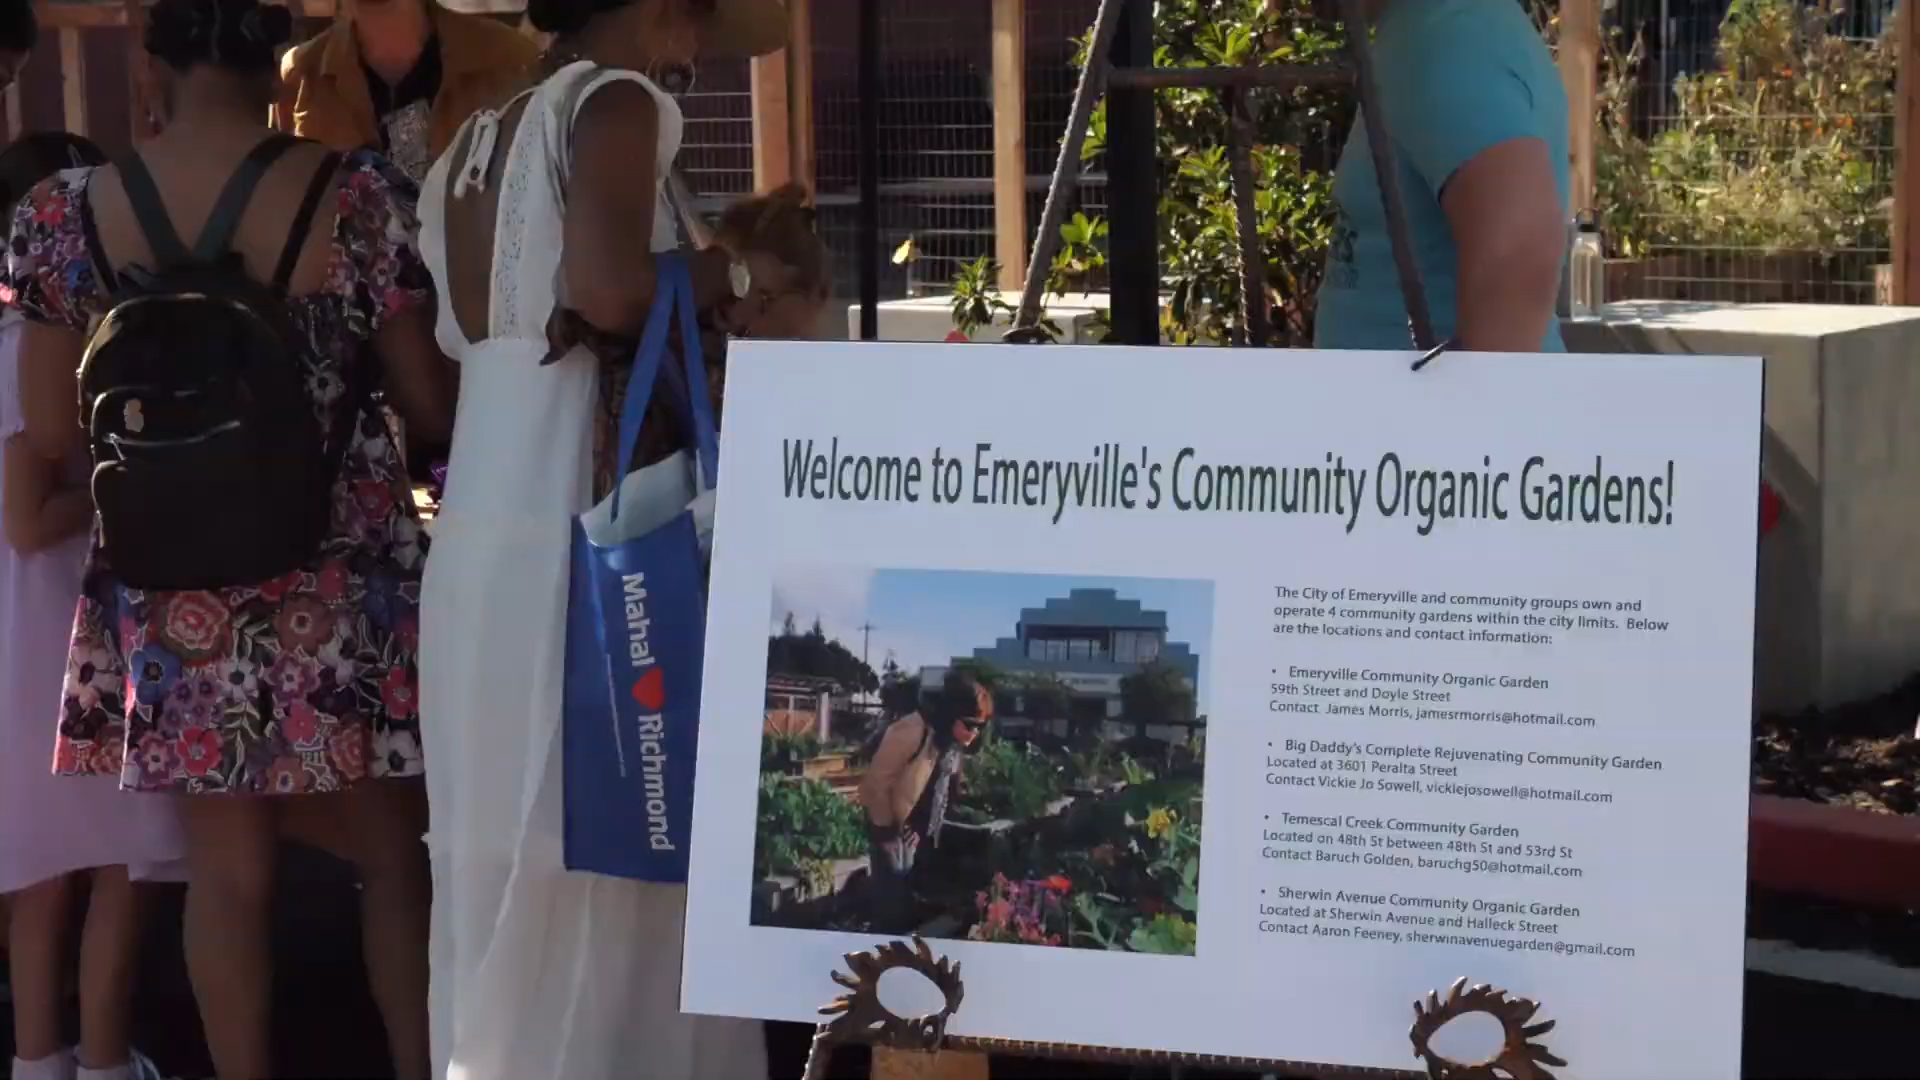 Welcome to Emeryville's Community Organic Gardens!
The City of Emeryville and community groups own and
operate 4 community gardens within the city limits. Below
are the locations and contact information:
• Emeryville Community Organic Garden
59th Street and Doyle Street
Contact James Morris, jamesrmorris@hotmail.com
• Big Daddy's Complete Rejuvenating Community Garden
Located at 3601 Peralta Street
Contact Vickie Jo Sowell, vickiejosowell@hotmail.com
• Temescal Creek Community Garden
Located on 48th St between 48th St and 53rd St
Contact Baruch Golden, baruchg50@hotmail.com
• Sherwin Avenue Community Organic Garden
Located at Sherwin Avenue and Halleck Street
Contact Aaron Feeney, sherwinavenuegarden@gmail.com
Mahal ❤ Richmond